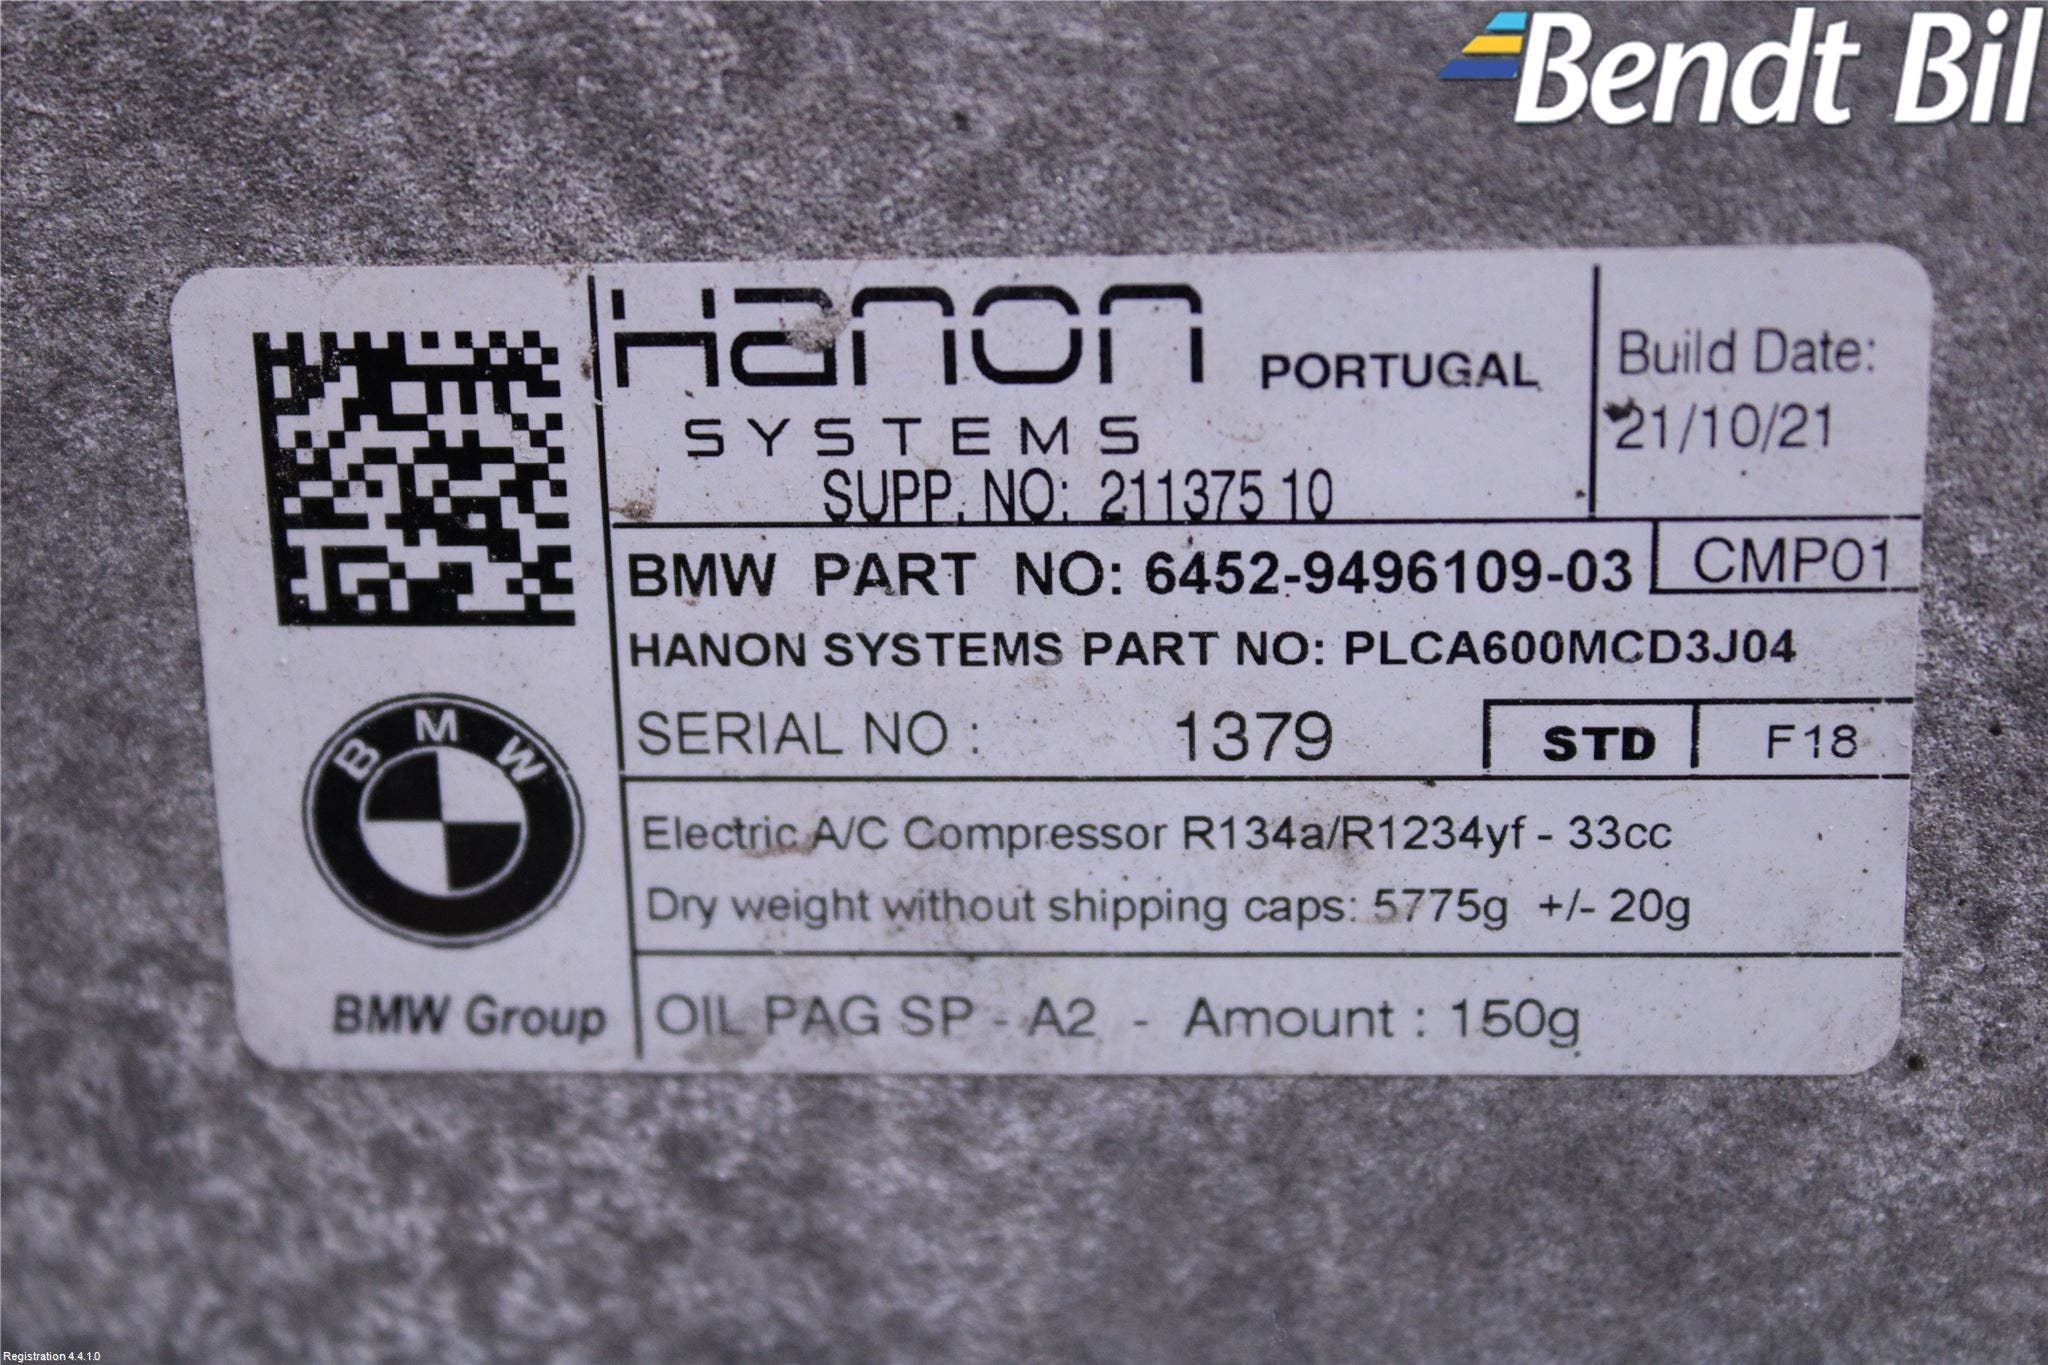 Bendt Bil
Hanon
SYSTEMS
PORTUGAL
SUPP. NO: 211375 10
Build Date:
21/10/21
BMW PART NO: 6452-9496109-03
CMP01
HANON SYSTEMS PART NO: PLCA600MCD3J04
SERIAL NO : 1379
STD
F18
BMW
Electric A/C Compressor R134a/R1234yf - 33cc
Dry weight without shipping caps: 5775g +/- 20g
BMW Group
OIL PAG SP - A2 - Amount : 150g
Registration 4.4.1.0